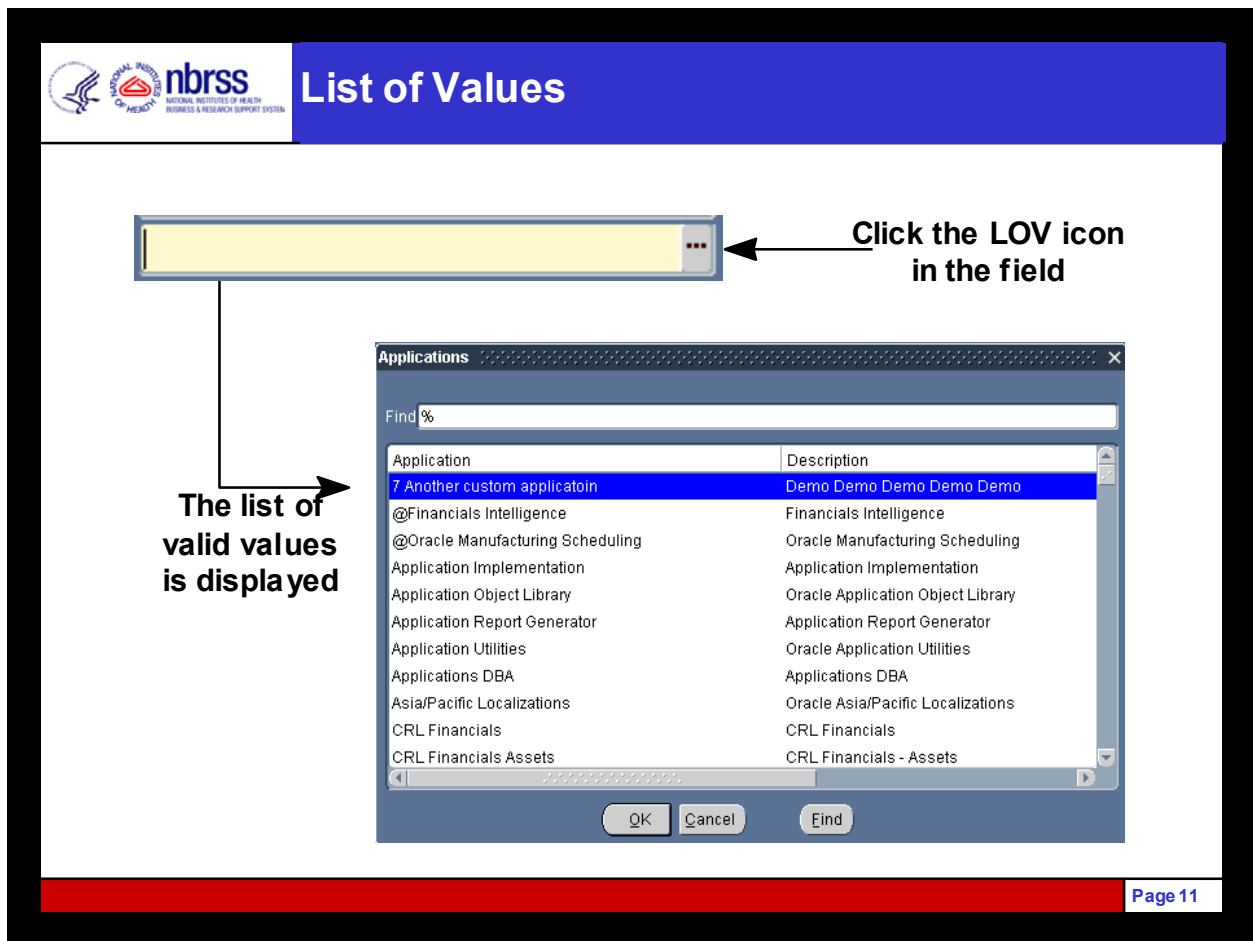 NATIONAL INSTITUTES OF HEALTH
nbrss
NATIONAL INSTITUTES OF HEALTH
BUSINESS & RESEARCH SUPPORT SYSTEM
List of Values
...
Click the LOV icon
in the field
Applications
Find %
Application Description
7 Another custom applicatoin Demo Demo Demo Demo Demo
@Financials Intelligence Financials Intelligence
@Oracle Manufacturing Scheduling Oracle Manufacturing Scheduling
Application Implementation Application Implementation
Application Object Library Oracle Application Object Library
Application Report Generator Application Report Generator
Application Utilities Oracle Application Utilities
Applications DBA Applications DBA
Asia/Pacific Localizations Oracle Asia/Pacific Localizations
CRL Financials CRL Financials
CRL Financials Assets CRL Financials - Assets
OK Cancel Find
The list of
valid values
is displayed
Page 11